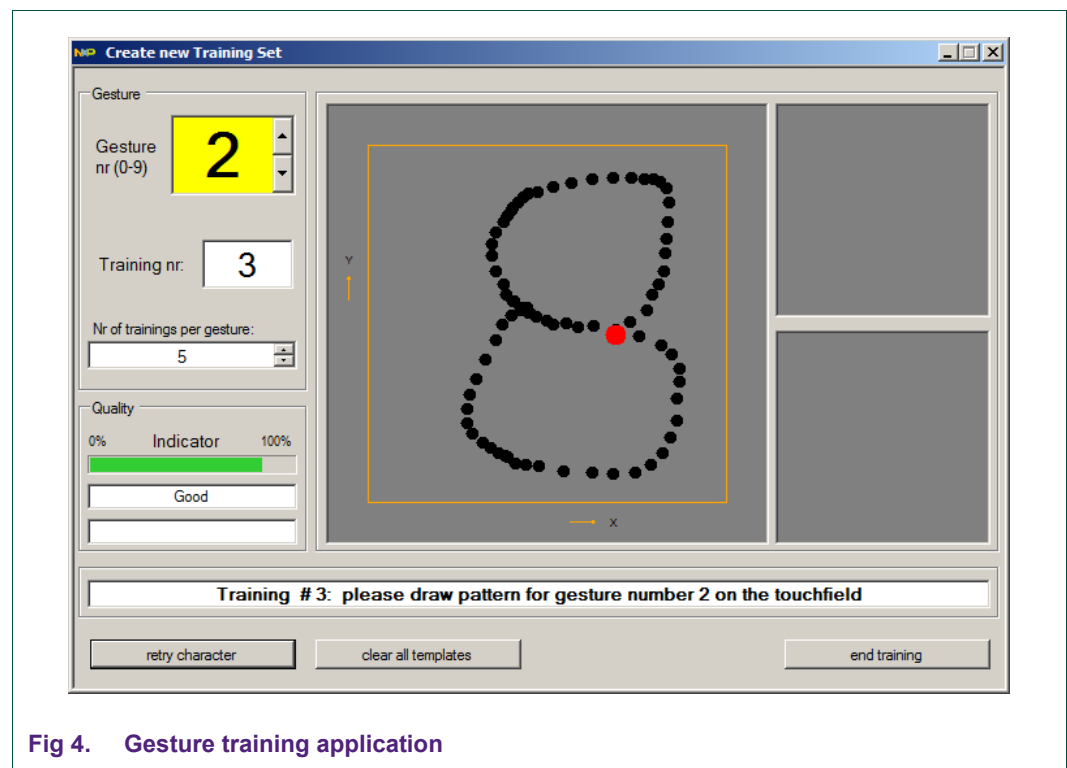 NXP Create new Training Set
Gesture
Gesture
nr (0-9)
2
Training nr:
3
Nr of trainings per gesture:
5
Quality
0% Indicator 100%
Good
Y
X
Training # 3: please draw pattern for gesture number 2 on the touchfield
retry character
clear all templates
end training
Fig 4. Gesture training application